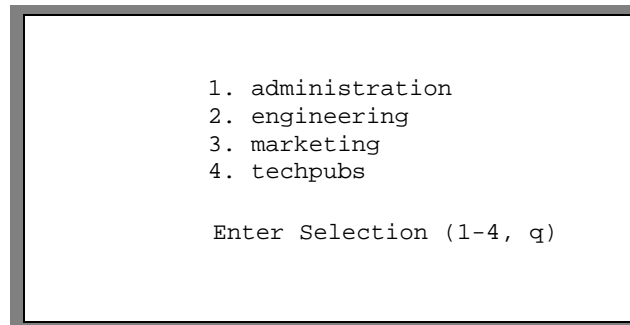 1. administration
2. engineering
3. marketing
4. techpubs
Enter Selection (1-4, q)